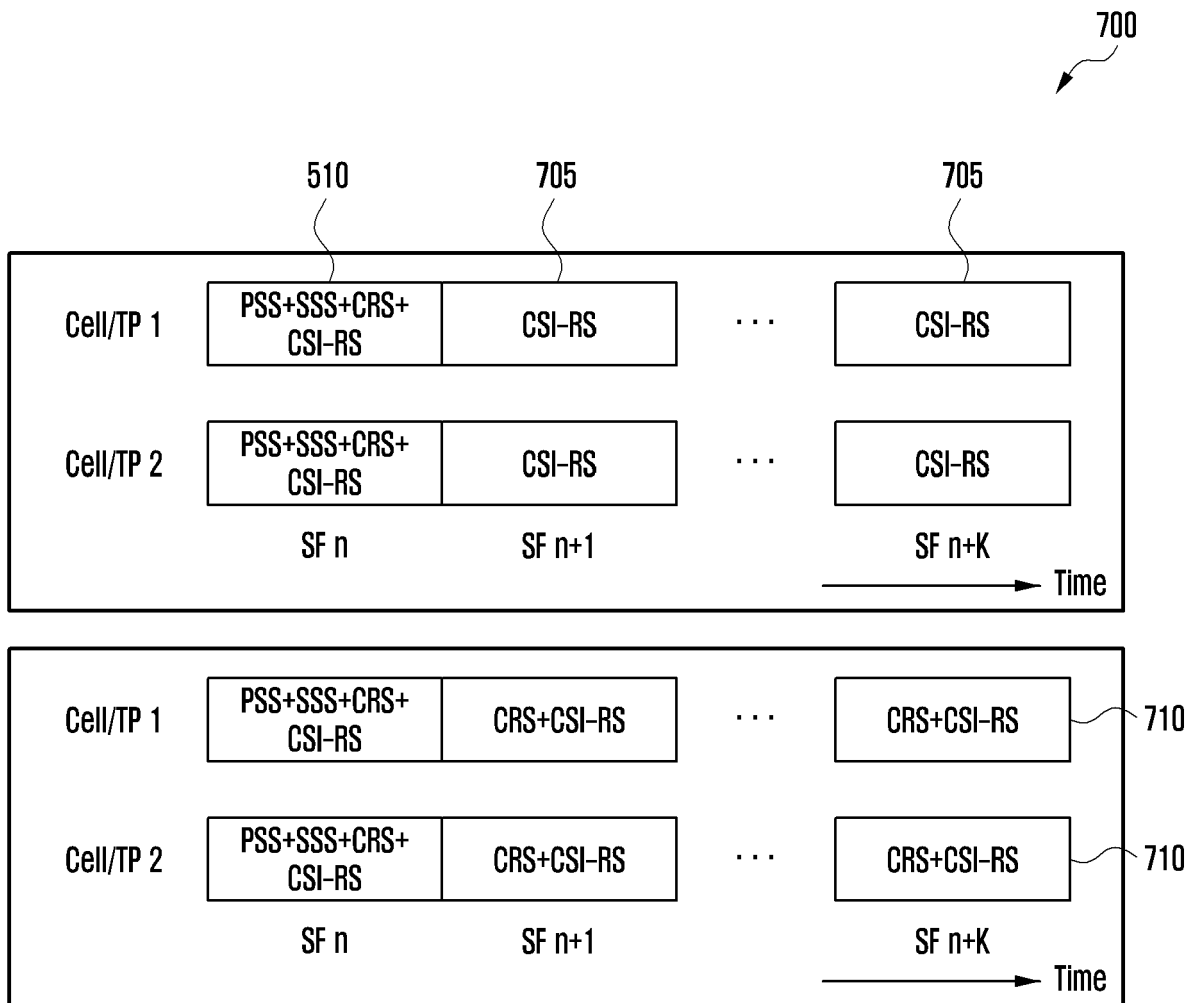 700
510 705 705
Cell/TP 1 PSS+SSS+CRS+ CSI-RS CSI-RS ... CSI-RS
Cell/TP 2 PSS+SSS+CRS+ CSI-RS CSI-RS ... CSI-RS
SF n SF n+1 SF n+K
Time
Cell/TP 1 PSS+SSS+CRS+ CSI-RS CRS+CSI-RS ... CRS+CSI-RS 710
Cell/TP 2 PSS+SSS+CRS+ CSI-RS CRS+CSI-RS ... CRS+CSI-RS 710
SF n SF n+1 SF n+K
Time